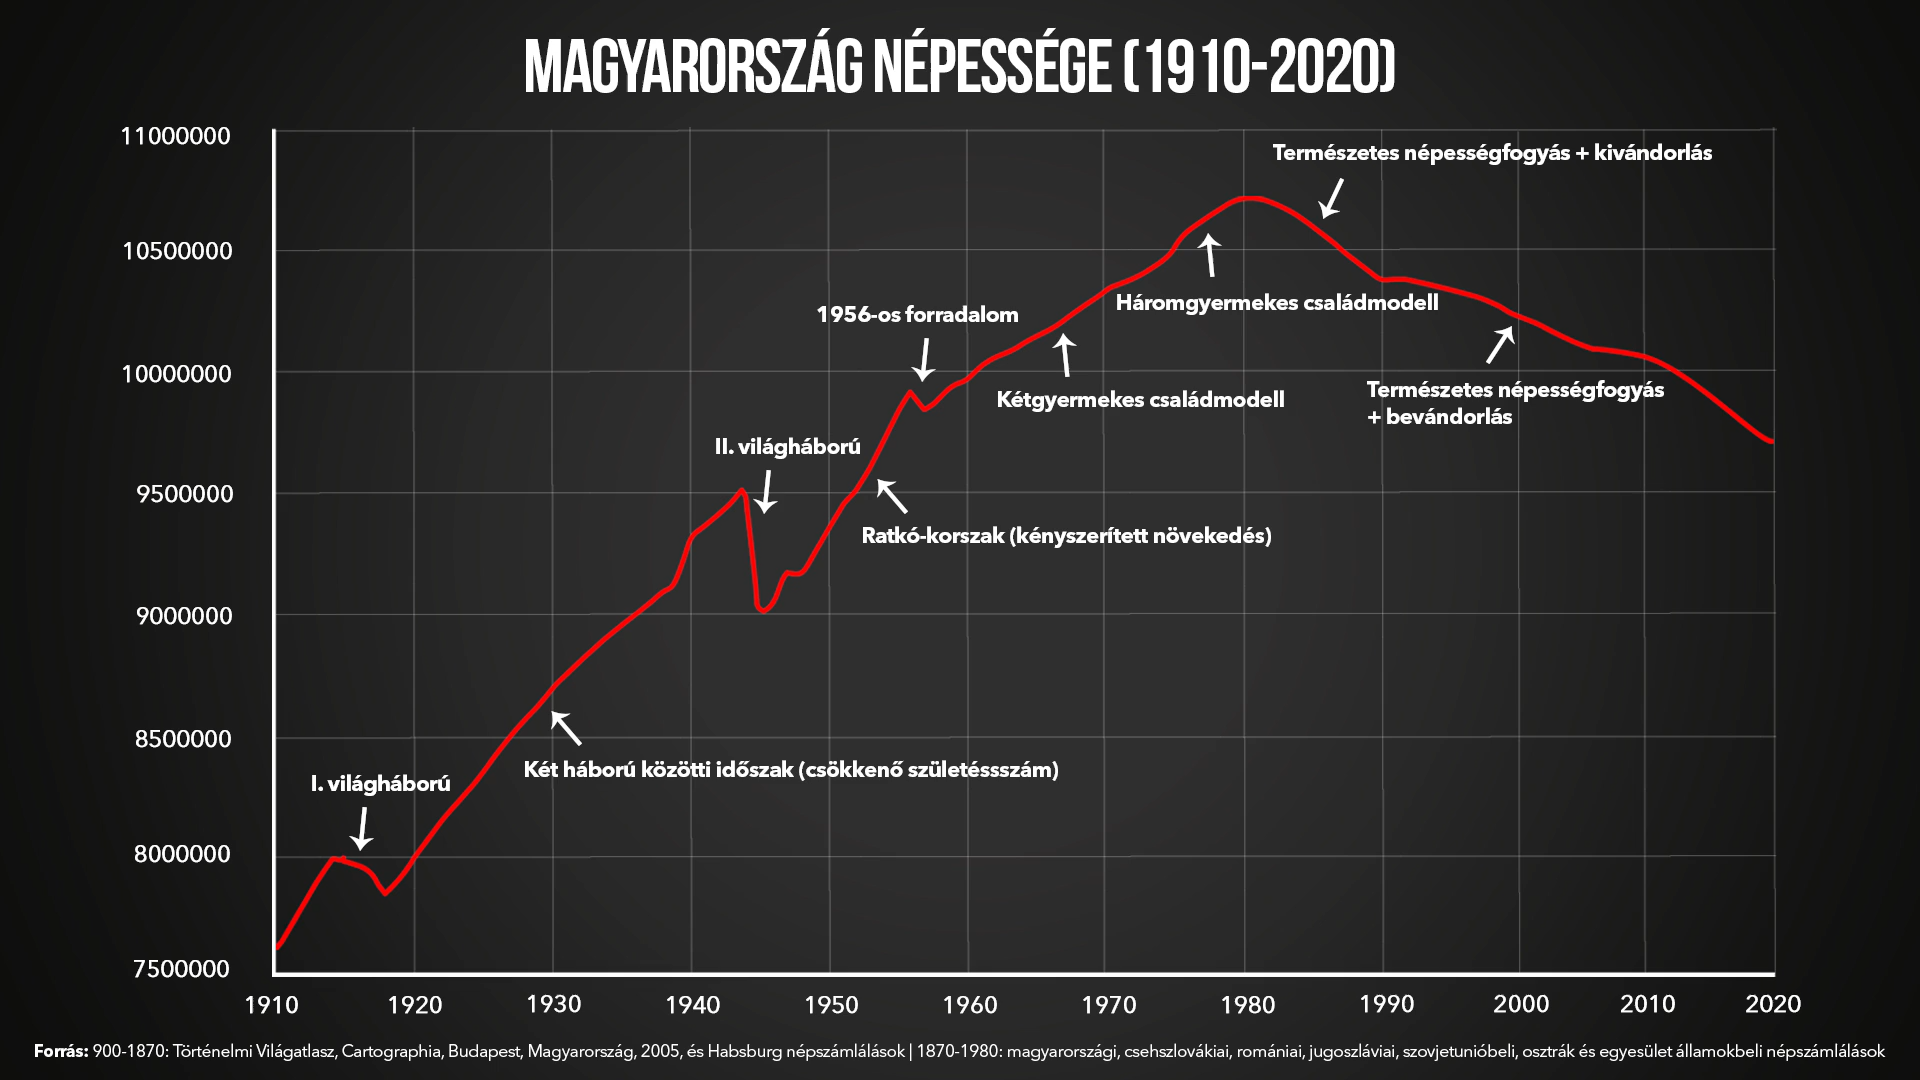 MAGYARORSZÁG NÉPESSÉGE (1910-2020)
11000000
Természetes népességfogyás + kivándorlás
10500000
Háromgyermekes családmodell
1956-os forradalom
10000000
Kétgyermekes családmodell
Természetes népességfogyás
+ bevándorlás
II. világháború
9500000
Ratkó-korszak (kényszerített növekedés)
9000000
8500000
Két háború közötti időszak (csökkenő születéssszám)
I. világháború
8000000
7500000
1910 1920 1930 1940 1950 1960 1970 1980 1990 2000 2010 2020
Forrás: 900-1870: Történelmi Világatlasz, Cartographia, Budapest, Magyarország, 2005, és Habsburg népszámlálások | 1870-1980: magyarországi, csehszlovákiai, romániai, jugoszláviai, szovjetunióbeli, osztrák és egyesület államokbeli népszámlálások